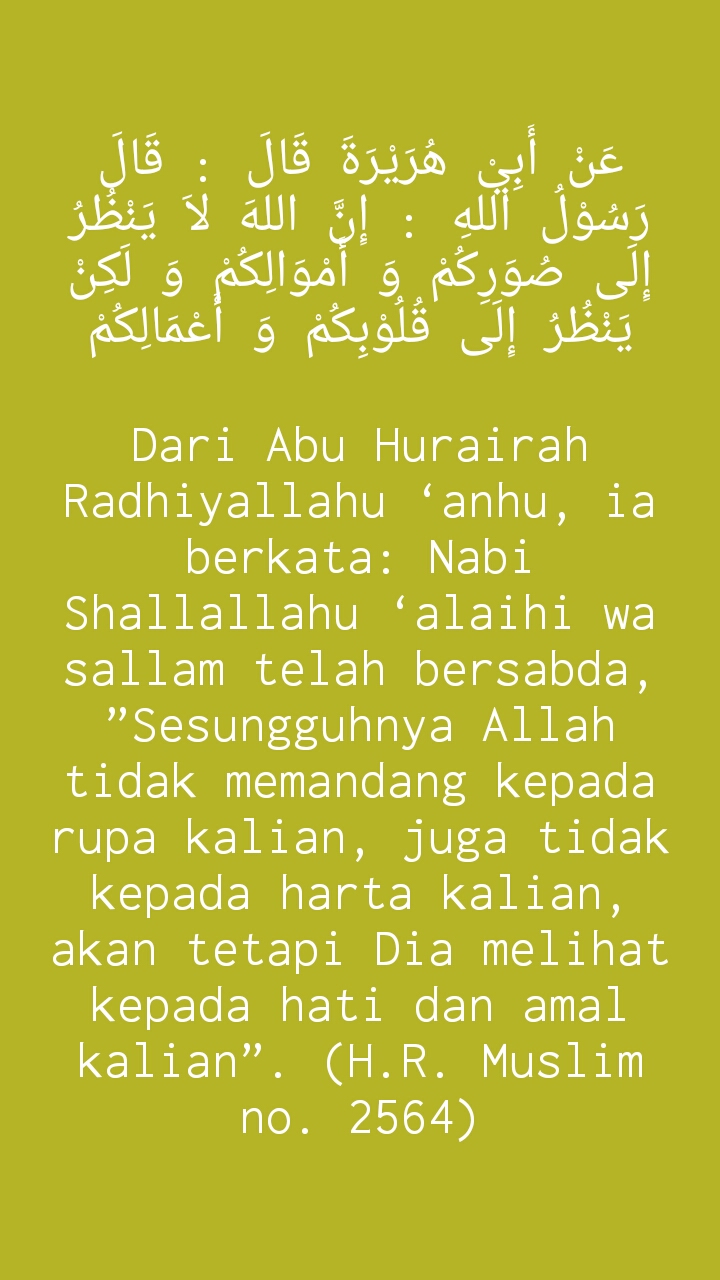 عَنْ أَبِيْ هُرَيْرَةَ قَالَ : قَالَ
رَسُوْلُ اللهِ : إِنَّ اللهَ لاَ يَنْظُرُ
إِلَى صُوَرِكُمْ وَ أَمْوَالِكُمْ وَ لَكِنْ
يَنْظُرُ إِلَى قُلُوْبِكُمْ وَ أَعْمَالِكُمْ
Dari Abu Hurairah
Radhiyallahu ‘anhu, ia
berkata: Nabi
Shallallahu ‘alaihi wa
sallam telah bersabda,
”Sesungguhnya Allah
tidak memandang kepada
rupa kalian, juga tidak
kepada harta kalian,
akan tetapi Dia melihat
kepada hati dan amal
kalian”. (H.R. Muslim
no. 2564)